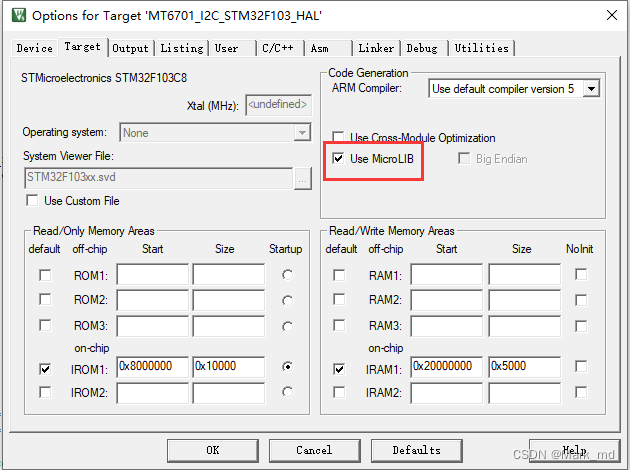 Options for Target 'MT6701_I2C_STM32F103_HAL'
Device Target Output Listing User C/C++ Asm Linker Debug Utilities
STMicroelectronics STM32F103C8
Xtal (MHz): <undefined>
Operating system: None
System Viewer File:
STM32F103xx.svd ...
Use Custom File
Code Generation
ARM Compiler: Use default compiler version 5
Use Cross-Module Optimization
Use MicroLIB Big Endian
Read/Only Memory Areas
default off-chip Start Size Startup
ROM1:
ROM2:
ROM3:
on-chip
IROM1: 0x8000000 0x10000
IROM2:
Read/Write Memory Areas
default off-chip Start Size NoInit
RAM1:
RAM2:
RAM3:
on-chip
IRAM1: 0x20000000 0x5000
IRAM2:
OK Cancel Defaults Help
CSDN @Mark_md